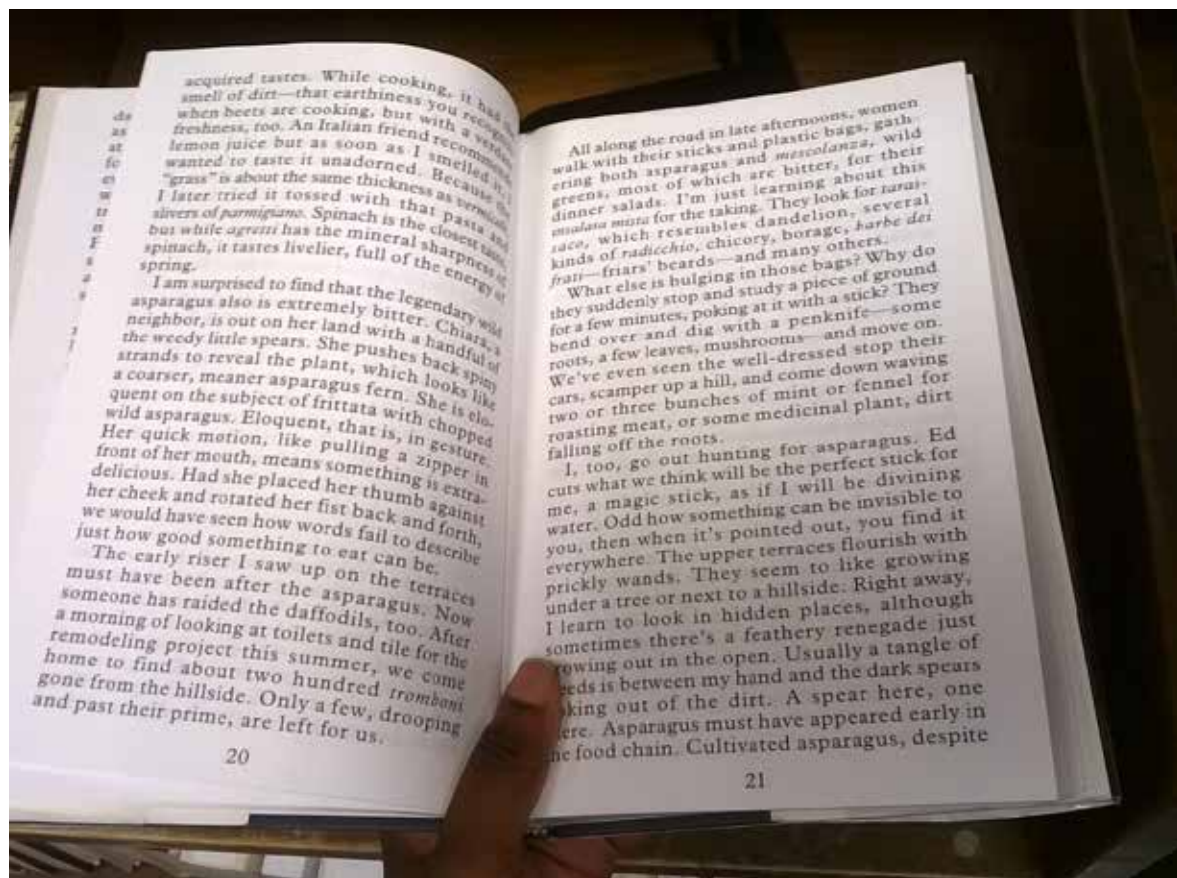 acquired tastes. While cooking, it had
smell of dirt—that earthiness you recogni
when beets are cooking, but with a verdant
freshness, too. An Italian friend recommen
lemon juice but as soon as I smelled it, I
wanted to taste it unadorned. Because the
"grass" is about the same thickness as vermicelli
I later tried it tossed with that pasta and
slivers of parmigiano. Spinach is the closest taste
but while agretti has the mineral sharpness of
spinach, it tastes livelier, full of the energy of
spring.
I am surprised to find that the legendary wild
asparagus also is extremely bitter. Chiara, a
neighbor, is out on her land with a handful of
the weedy little spears. She pushes back spiny
strands to reveal the plant, which looks like
a coarser, meaner asparagus fern. She is elo-
quent on the subject of frittata with chopped
wild asparagus. Eloquent, that is, in gesture.
Her quick motion, like pulling a zipper in
front of her mouth, means something is extra-
delicious. Had she placed her thumb against
her cheek and rotated her fist back and forth,
we would have seen how words fail to describe
just how good something to eat can be.
The early riser I saw up on the terraces
must have been after the asparagus. Now
someone has raided the daffodils, too. After
a morning of looking at toilets and tile for the
remodeling project this summer, we come
home to find about two hundred tromboni
gone from the hillside. Only a few, drooping
and past their prime, are left for us.
20
All along the road in late afternoons, women
walk with their sticks and plastic bags, gath-
ering both asparagus and mescolanza, wild
greens, most of which are bitter, for their
dinner salads. I'm just learning about this
insalata mista for the taking. They look for taras-
saco, which resembles dandelion, several
kinds of radicchio, chicory, borage, barbe dei
frati—friars' beards—and many others.
What else is bulging in those bags? Why do
they suddenly stop and study a piece of ground
for a few minutes, poking at it with a stick? They
bend over and dig with a penknife—some
roots, a few leaves, mushrooms—and move on.
We've even seen the well-dressed stop their
cars, scamper up a hill, and come down waving
two or three bunches of mint or fennel for
roasting meat, or some medicinal plant, dirt
falling off the roots.
I, too, go out hunting for asparagus. Ed
cuts what we think will be the perfect stick for
me, a magic stick, as if I will be divining
water. Odd how something can be invisible to
you, then when it's pointed out, you find it
everywhere. The upper terraces flourish with
prickly wands. They seem to like growing
under a tree or next to a hillside. Right away,
I learn to look in hidden places, although
sometimes there's a feathery renegade just
rowing out in the open. Usually a tangle of
eeds is between my hand and the dark spears
oking out of the dirt. A spear here, one
ere. Asparagus must have appeared early in
he food chain. Cultivated asparagus, despite
21